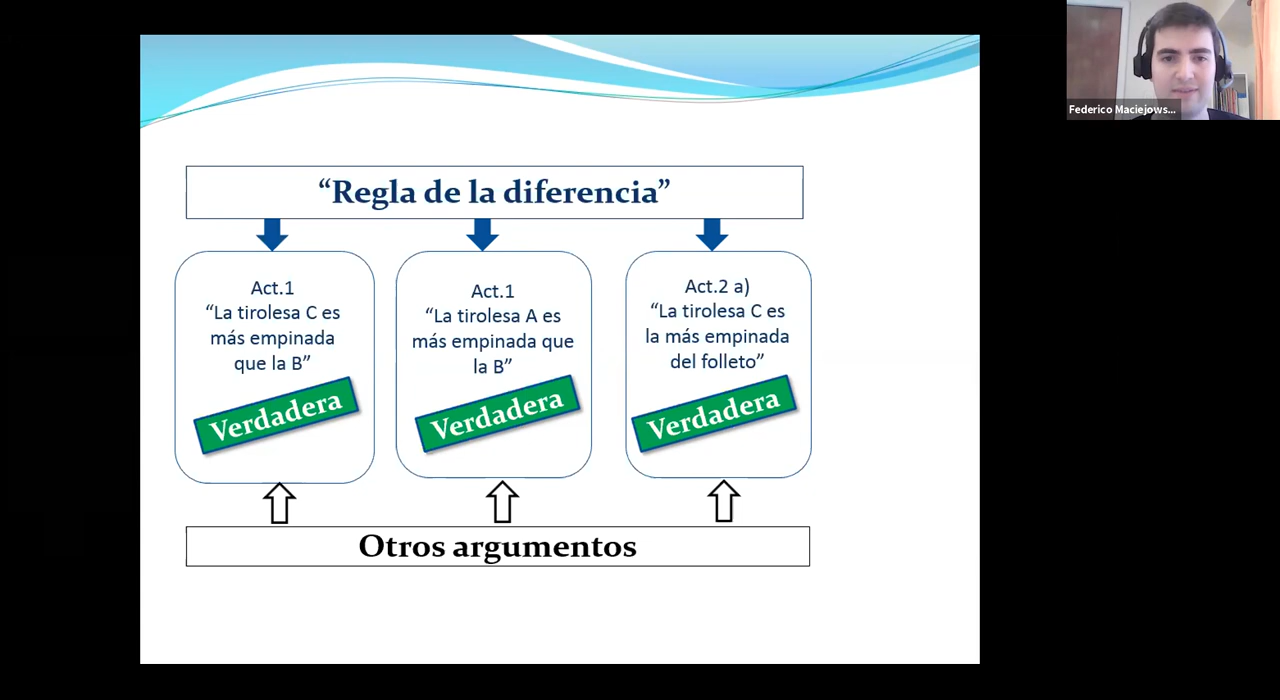 Federico Maciejows...
“Regla de la diferencia”
Act.1
“La tirolesa C es
más empinada
que la B”
Verdadera
Act.1
“La tirolesa A es
más empinada que
la B”
Verdadera
Act.2 a)
“La tirolesa C es
la más empinada
del folleto”
Verdadera
Otros argumentos